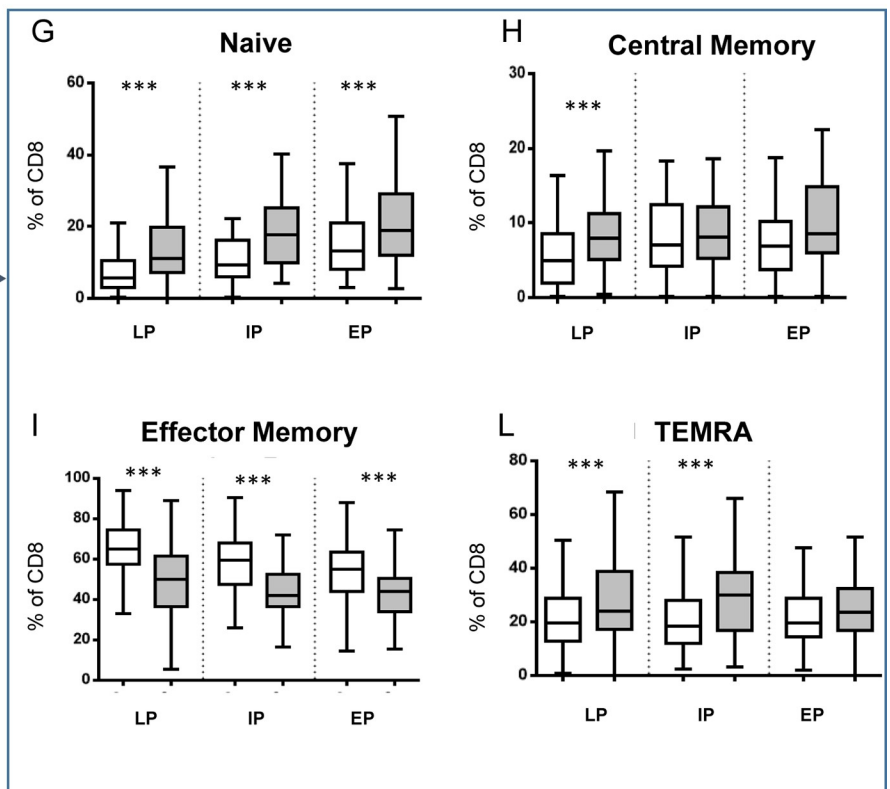 G
Naive
60
40
20
0
% of CD8
***
***
***
LP
IP
EP
H
Central Memory
30
20
10
0
% of CD8
***
LP
IP
EP
I
Effector Memory
100
80
60
40
20
0
% of CD8
***
***
***
LP
IP
EP
L
TEMRA
80
60
40
20
0
% of CD8
***
***
LP
IP
EP